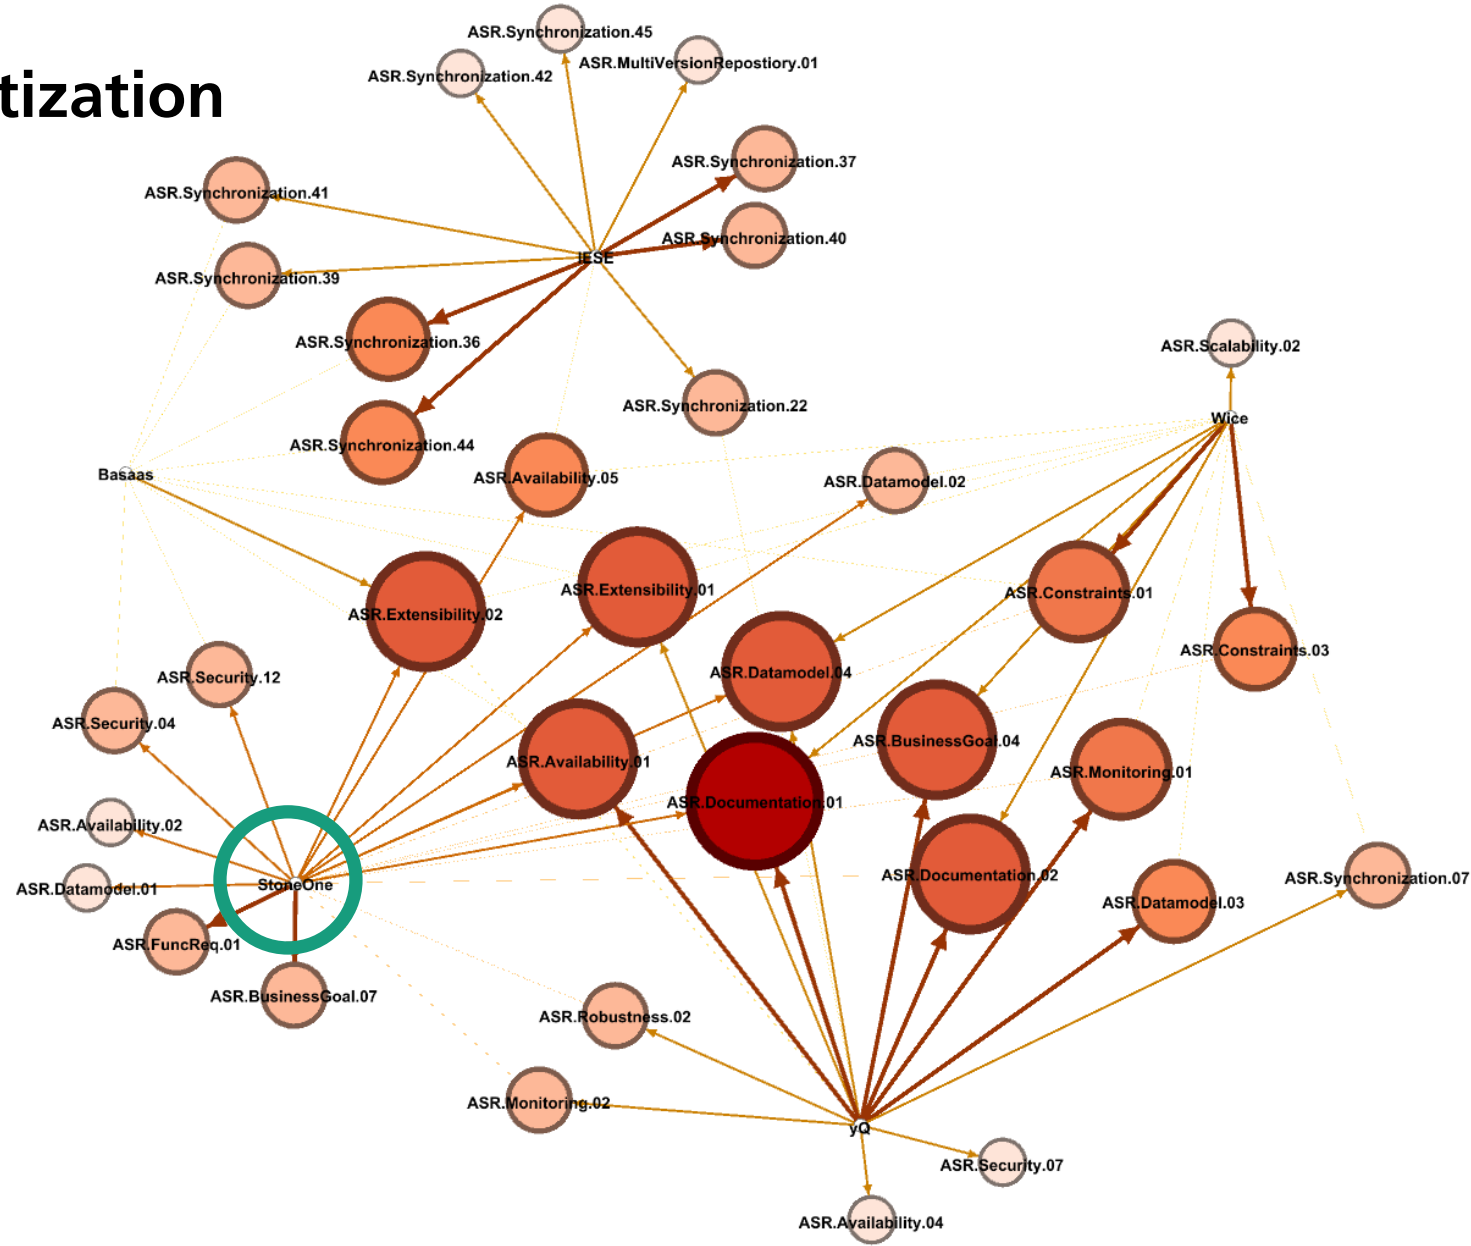 tization
ASR.Synchronization.45
ASR.MultiVersionRepostiory.01
ASR.Synchronization.42
ASR.Synchronization.37
ASR.Synchronization.41
ASR.Synchronization.40
IESE
ASR.Synchronization.39
ASR.Synchronization.36
ASR.Scalability.02
ASR.Synchronization.22
Wice
ASR.Synchronization.44
Basaas
ASR.Availability.05
ASR.Datamodel.02
ASR.Extensibility.01
ASR.Constraints.01
ASR.Extensibility.02
ASR.Constraints.03
ASR.Datamodel.04
ASR.Security.12
ASR.Security.04
ASR.BusinessGoal.04
ASR.Availability.01
ASR.Monitoring.01
ASR.Documentation.01
ASR.Availability.02
ASR.Documentation.02
ASR.Synchronization.07
StoneOne
ASR.Datamodel.01
ASR.Datamodel.03
ASR.FuncReq.01
ASR.BusinessGoal.07
ASR.Robustness.02
ASR.Monitoring.02
yQ
ASR.Security.07
ASR.Availability.04